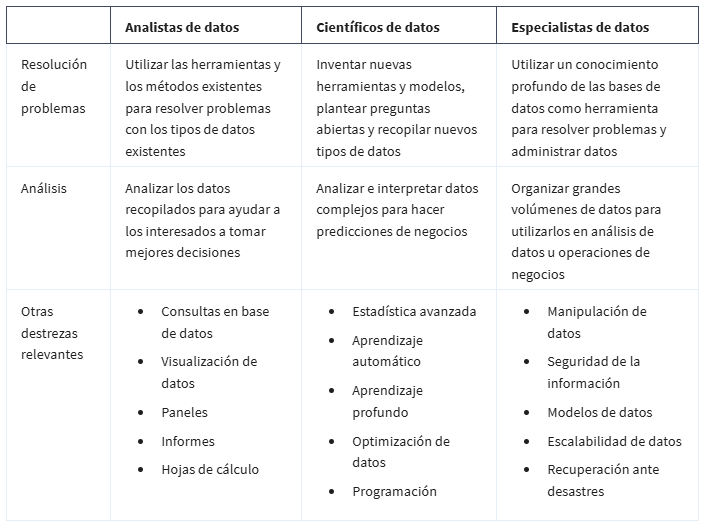 Analistas de datos
Científicos de datos
Especialistas de datos
Resolución
de
problemas
Utilizar las herramientas y
los métodos existentes
para resolver problemas
con los tipos de datos
existentes
Inventar nuevas
herramientas y modelos,
plantear preguntas
abiertas y recopilar nuevos
tipos de datos
Utilizar un conocimiento
profundo de las bases de
datos como herramienta
para resolver problemas y
administrar datos
Análisis
Analizar los datos
recopilados para ayudar a
los interesados a tomar
mejores decisiones
Analizar e interpretar datos
complejos para hacer
predicciones de negocios
Organizar grandes
volúmenes de datos para
utilizarlos en análisis de
datos u operaciones de
negocios
Otras
destrezas
relevantes
• Consultas en base
de datos
• Visualización de
datos
• Paneles
• Informes
• Hojas de cálculo
• Estadística avanzada
• Aprendizaje
automático
• Aprendizaje
profundo
• Optimización de
datos
• Programación
• Manipulación de
datos
• Seguridad de la
información
• Modelos de datos
• Escalabilidad de datos
• Recuperación ante
desastres